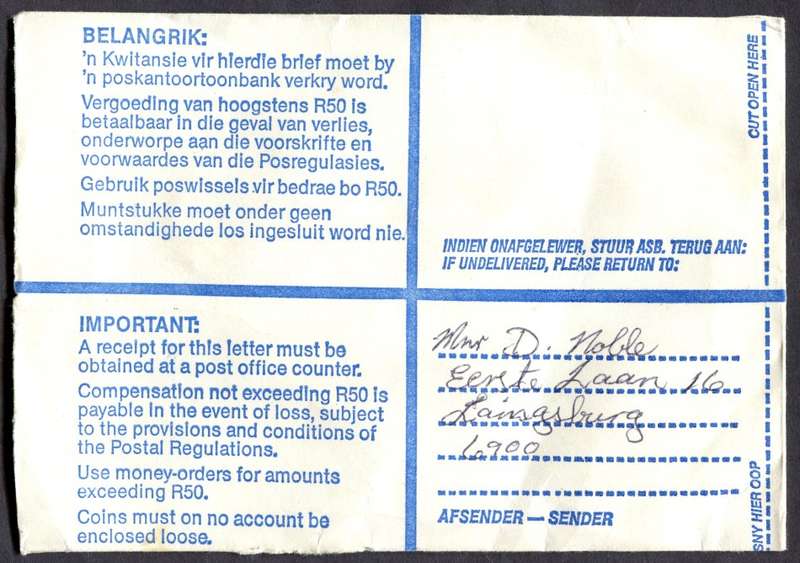 BELANGRIK:
'n Kwitansie vir hierdie brief moet by
'n poskantoortoonbank verkry word.
Vergoeding van hoogstens R50 is
betaalbaar in die geval van verlies,
onderworpe aan die voorskrifte en
voorwaardes van die Posregulasies.
Gebruik poswissels vir bedrae bo R50.
Muntstukke moet onder geen
omstandighede los ingesluit word nie.
CUT OPEN HERE
INDIEN ONAFGELEWER, STUUR ASB. TERUG AAN:
IF UNDELIVERED, PLEASE RETURN TO:
IMPORTANT:
A receipt for this letter must be
obtained at a post office counter.
Compensation not exceeding R50 is
payable in the event of loss, subject
to the provisions and conditions of
the Postal Regulations.
Use money-orders for amounts
exceeding R50.
Coins must on no account be
enclosed loose.
Mnr D. Noble
Eerste Laan 16
Laingsburg
6900
AFSENDER — SENDER
SNY HIER OOP